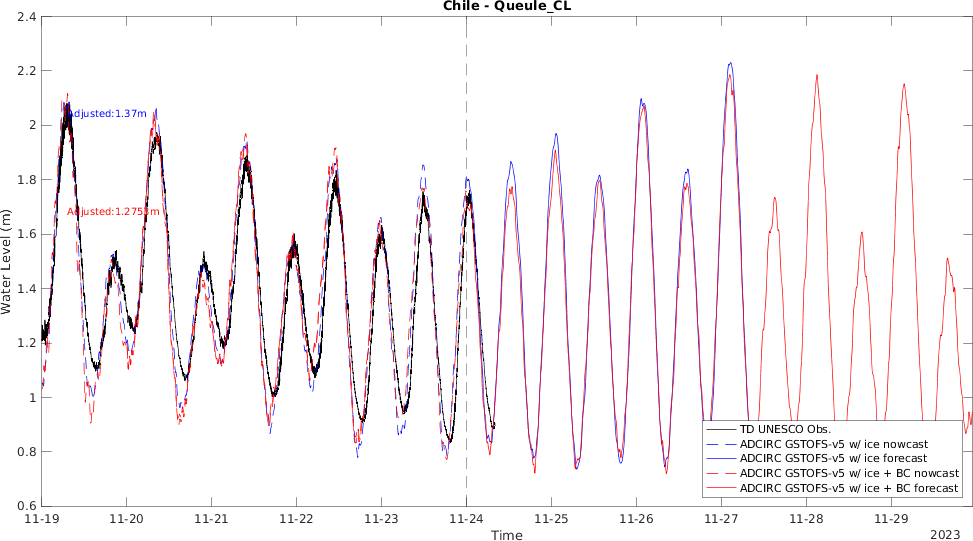 Chile - Queule_CL
2.4
2.2
2
1.8
1.6
1.4
1.2
1
0.8
0.6
Water Level (m)
Adjusted:1.37m
Adjusted:1.2755m
TD UNESCO Obs.
ADCIRC GSTOFS-v5 w/ ice nowcast
ADCIRC GSTOFS-v5 w/ ice forecast
ADCIRC GSTOFS-v5 w/ ice + BC nowcast
ADCIRC GSTOFS-v5 w/ ice + BC forecast
11-19 11-20 11-21 11-22 11-23 11-24 11-25 11-26 11-27 11-28 11-29
Time
2023